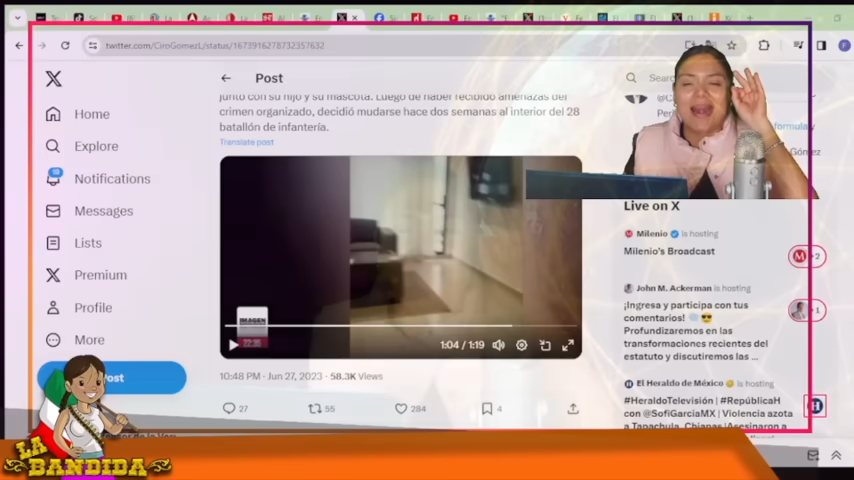 twitter.com/CiroGomezL/status/1673916278732357632
Post
Home
Explore
Notifications
Messages
Lists
Premium
Profile
More
junto con su hijo y su mascota. Luego de haber recibido amenazas del
crimen organizado, decidió mudarse hace dos semanas al interior del 28
batallón de infantería.
Translate post
IMAGEN
1:04 / 1:19
10:48 PM · Jun 27, 2023 · 58.3K Views
27
55
284
4
Live on X
Milenio is hosting
Milenio's Broadcast
+2
John M. Ackerman is hosting
¡Ingresa y participa con tus
comentarios!
Profundizaremos en las
transformaciones recientes del
estatuto y discutiremos las ...
+1
El Heraldo de México is hosting
#HeraldoTelevisión | #RepúblicaH
con @SofiGarciaMX | Violencia azota
a Tapachula, Chiapas | Asesinaron a
LA
BANDIDA